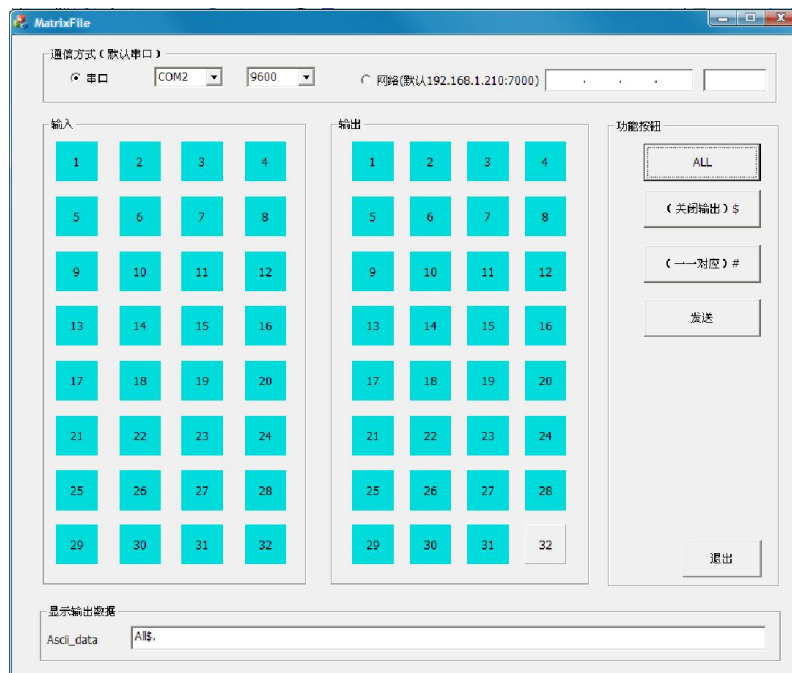 MatrixFile
通信方式(默认串口)
串口 COM2 9600 网络(默认192.168.1.210:7000) . . .
输入 输出 功能按钮
1 2 3 4 1 2 3 4 ALL
5 6 7 8 5 6 7 8 (关闭输出)$
9 10 11 12 9 10 11 12 (一一对应)#
13 14 15 16 13 14 15 16 发送
17 18 19 20 17 18 19 20
21 22 23 24 21 22 23 24
25 26 27 28 25 26 27 28
29 30 31 32 29 30 31 32 退出
显示输出数据
Ascii_data All$.